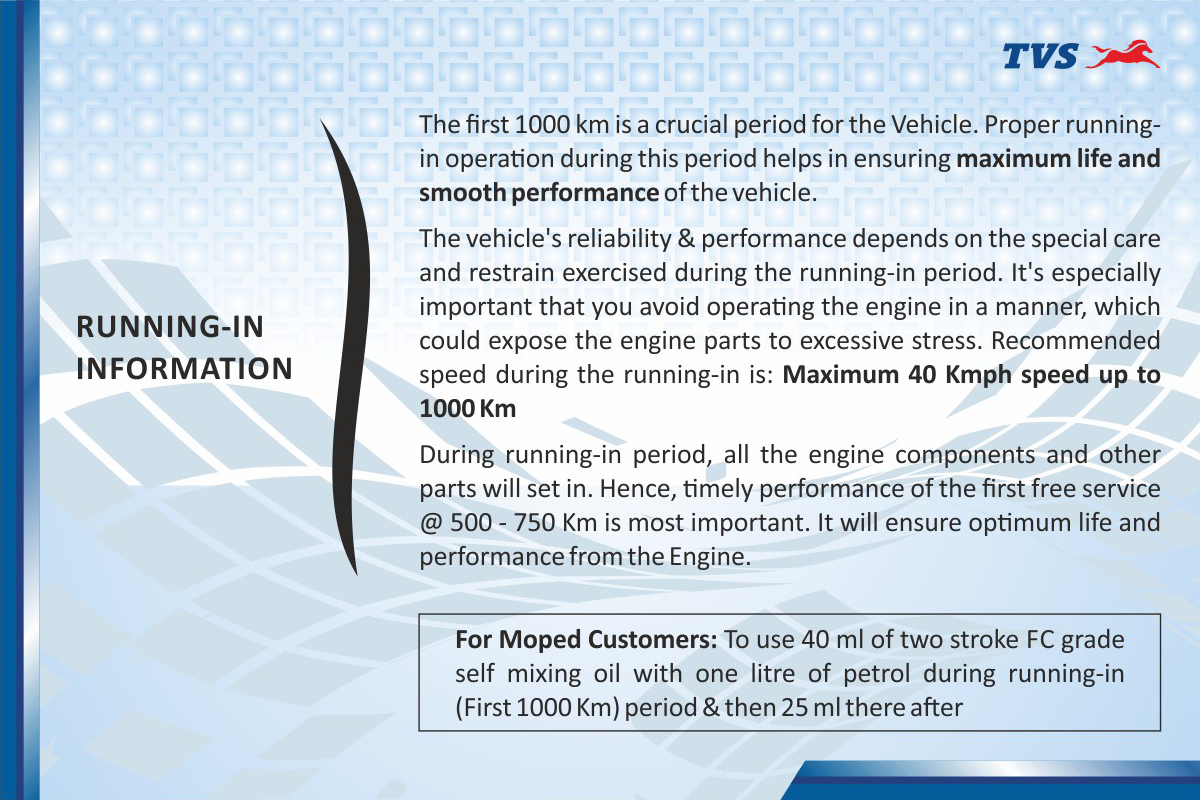 TVS
RUNNING-IN
INFORMATION
The first 1000 km is a crucial period for the Vehicle. Proper running-
in operation during this period helps in ensuring maximum life and
smooth performance of the vehicle.
The vehicle's reliability & performance depends on the special care
and restrain exercised during the running-in period. It's especially
important that you avoid operating the engine in a manner, which
could expose the engine parts to excessive stress. Recommended
speed during the running-in is: Maximum 40 Kmph speed up to
1000 Km
During running-in period, all the engine components and other
parts will set in. Hence, timely performance of the first free service
@ 500 - 750 Km is most important. It will ensure optimum life and
performance from the Engine.
For Moped Customers: To use 40 ml of two stroke FC grade
self mixing oil with one litre of petrol during running-in
(First 1000 Km) period & then 25 ml there after